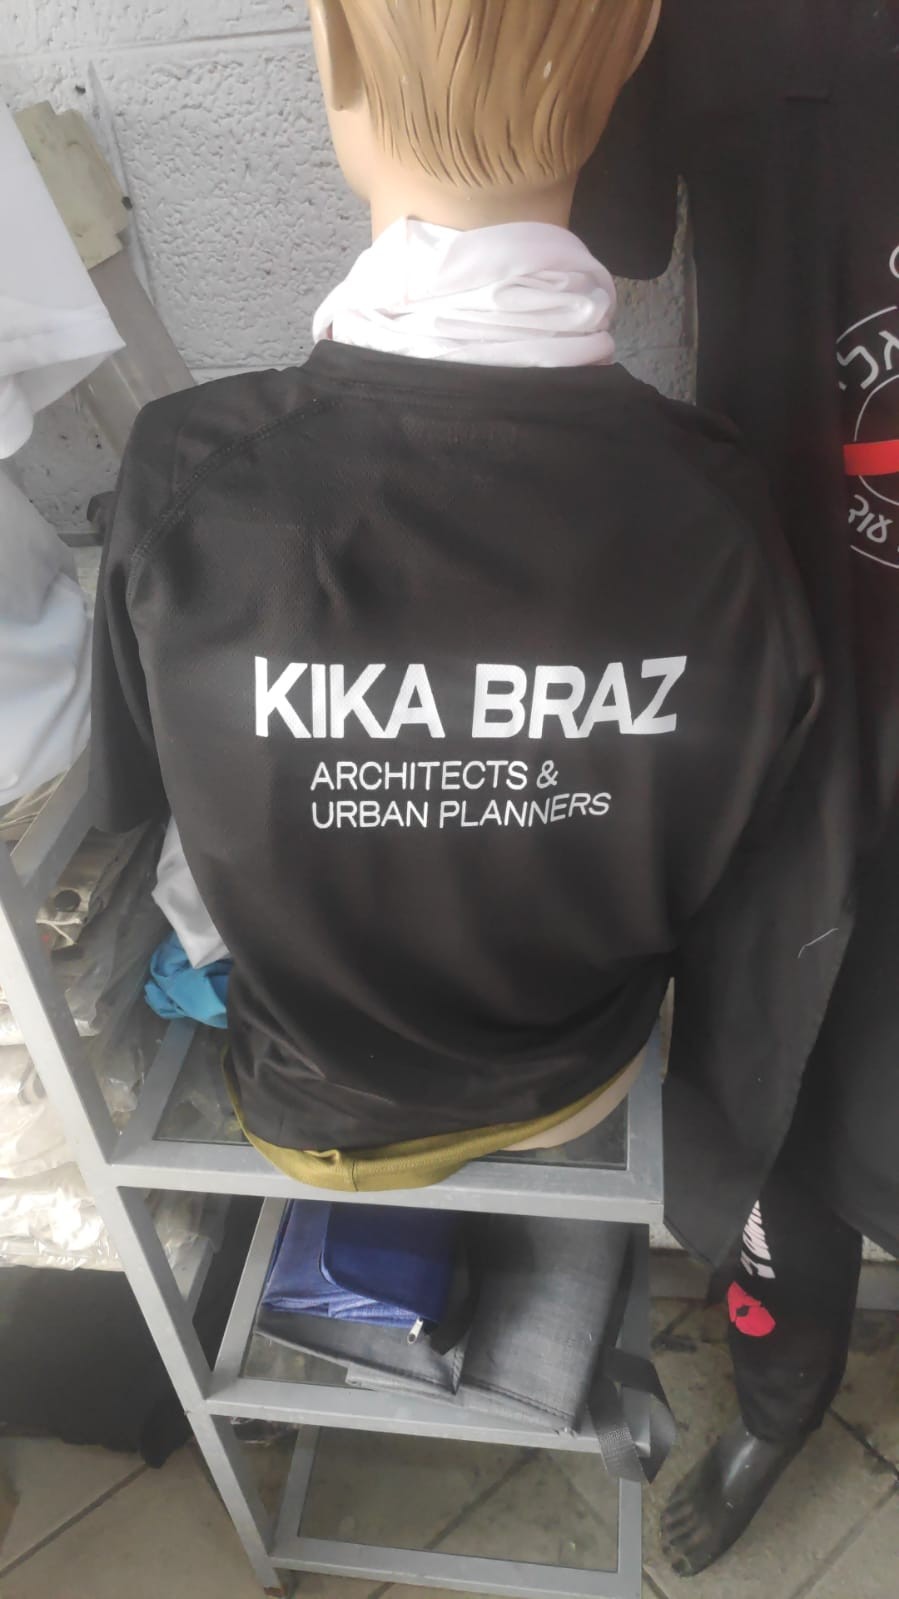 KIKA BRAZ
ARCHITECTS &
URBAN PLANNERS